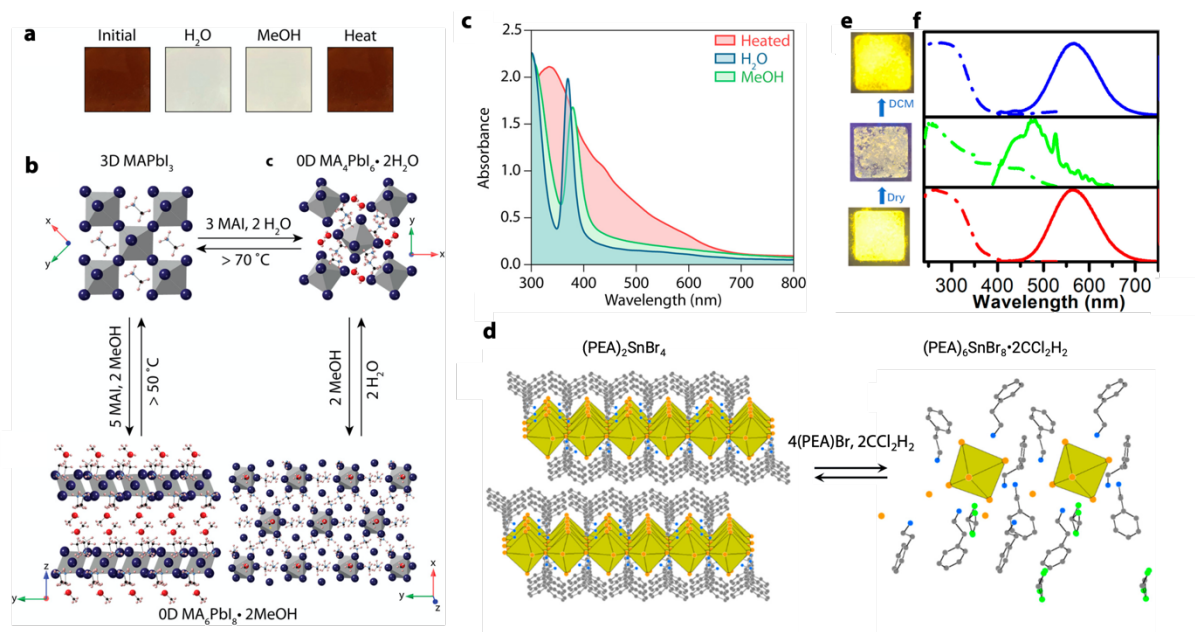 a
Initial
H₂O
MeOH
Heat
b
3D MAPbI₃
c
0D MA₄PbI₆• 2H₂O
x
y
3 MAI, 2 H₂O
> 70 ˚C
y
x
5 MAI, 2 MeOH
> 50 ˚C
2 MeOH
2 H₂O
z
y
x
y
z
0D MA₆PbI₈• 2MeOH
c
Absorbance
2.5
2.0
1.5
1.0
0.5
0.0
Heated
H₂O
MeOH
300
400
500
600
700
800
Wavelength (nm)
e
DCM
Dry
f
300
400
500
600
700
Wavelength (nm)
d
(PEA)₂SnBr₄
4(PEA)Br, 2CCl₂H₂
(PEA)₆SnBr₈•2CCl₂H₂